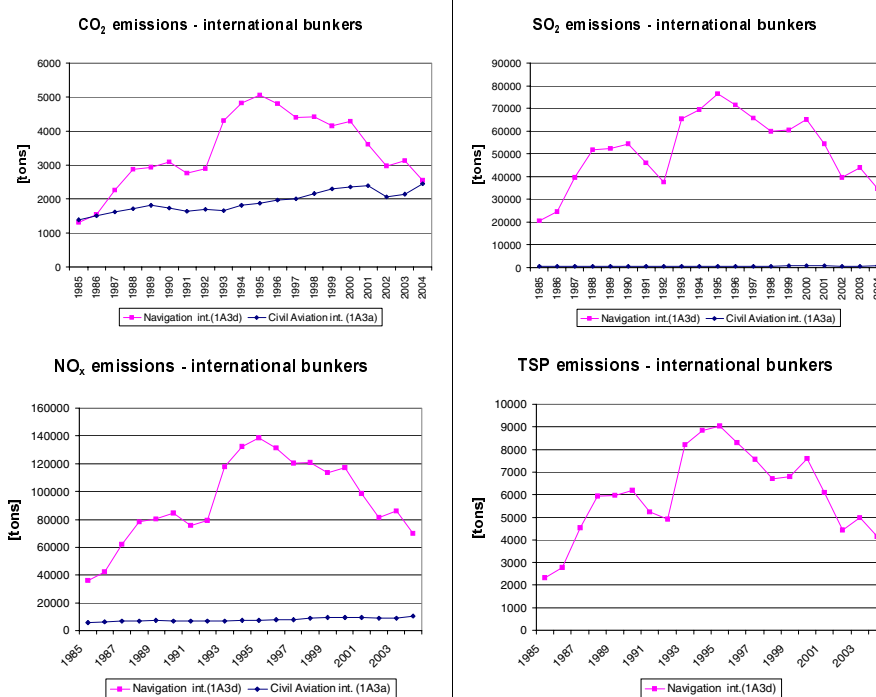 CO2 emissions - international bunkers
[tons]
6000
5000
4000
3000
2000
1000
0
1985 1986 1987 1988 1989 1990 1991 1992 1993 1994 1995 1996 1997 1998 1999 2000 2001 2002 2003 2004
Navigation int.(1A3d) Civil Aviation int. (1A3a)
SO2 emissions - international bunkers
[tons]
90000
80000
70000
60000
50000
40000
30000
20000
10000
0
1985 1986 1987 1988 1989 1990 1991 1992 1993 1994 1995 1996 1997 1998 1999 2000 2001 2002 2003 2004
Navigation int.(1A3d) Civil Aviation int. (1A3a)
NOx emissions - international bunkers
[tons]
160000
140000
120000
100000
80000
60000
40000
20000
0
1985 1987 1989 1991 1993 1995 1997 1999 2001 2003
Navigation int.(1A3d) Civil Aviation int. (1A3a)
TSP emissions - international bunkers
[tons]
10000
9000
8000
7000
6000
5000
4000
3000
2000
1000
0
1985 1987 1989 1991 1993 1995 1997 1999 2001 2003
Navigation int.(1A3d)